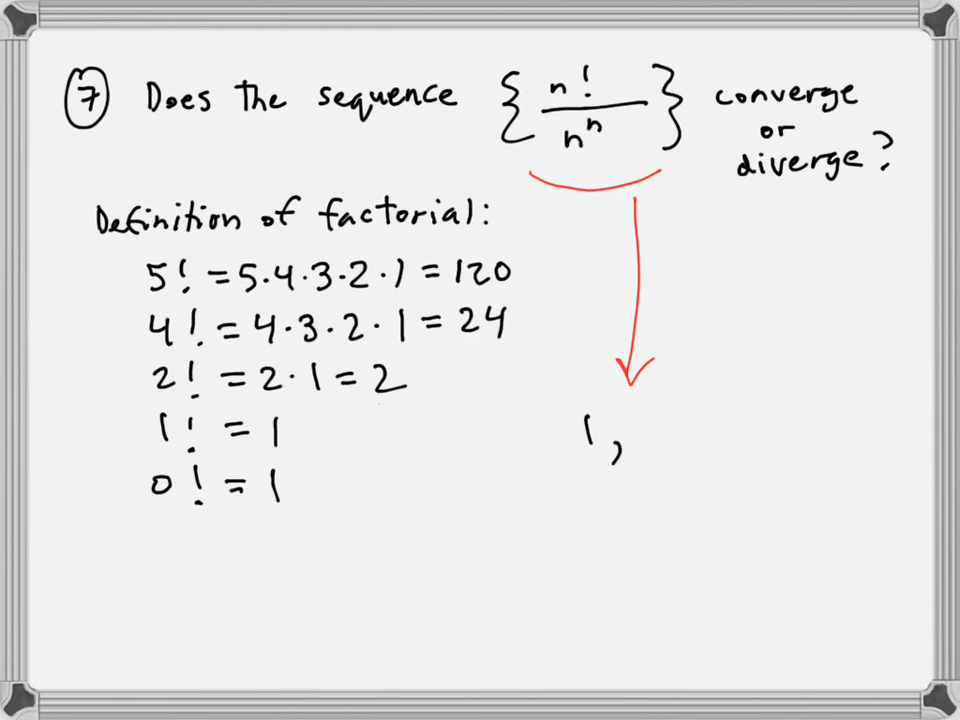 ⑦ Does the sequence { n! / nⁿ } converge or diverge?
Definition of factorial:
5! = 5·4·3·2·1 = 120
4! = 4·3·2·1 = 24
2! = 2·1 = 2
1! = 1
0! = 1
1,